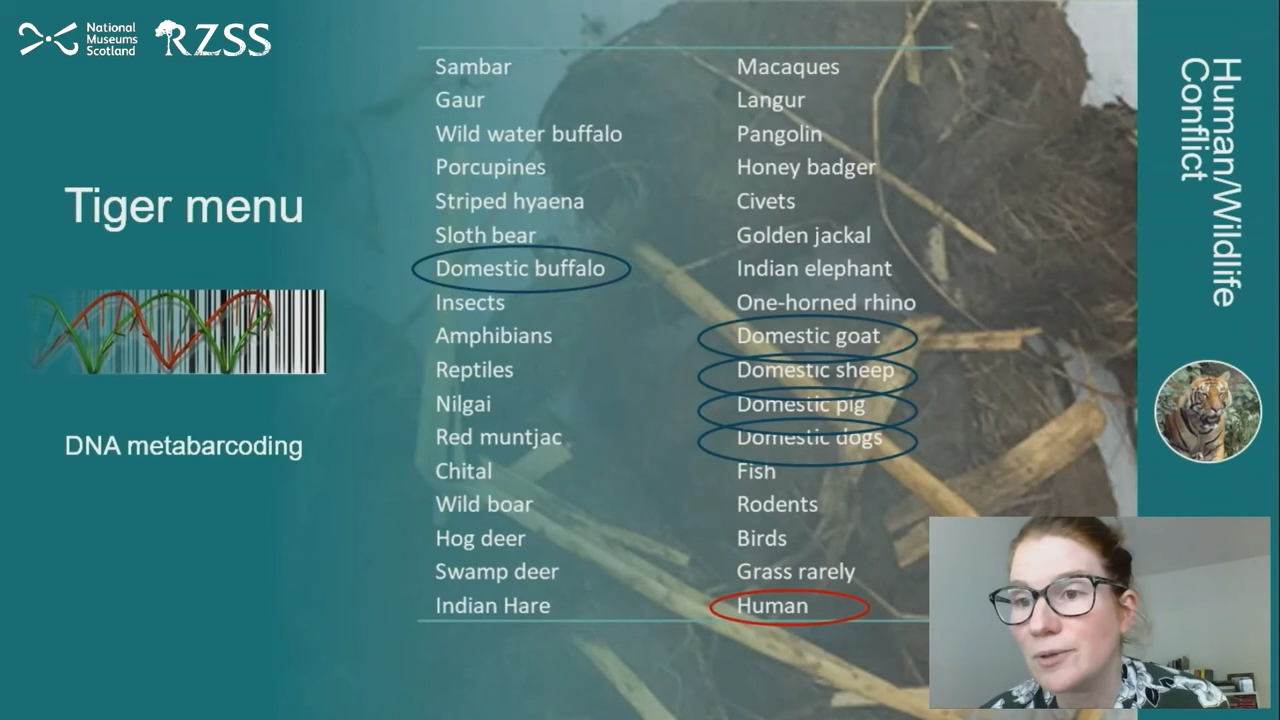 National
Museums
Scotland
RZSS
Human/Wildlife
Conflict
Tiger menu
DNA metabarcoding
Sambar
Gaur
Wild water buffalo
Porcupines
Striped hyaena
Sloth bear
Domestic buffalo
Insects
Amphibians
Reptiles
Nilgai
Red muntjac
Chital
Wild boar
Hog deer
Swamp deer
Indian Hare
Macaques
Langur
Pangolin
Honey badger
Civets
Golden jackal
Indian elephant
One-horned rhino
Domestic goat
Domestic sheep
Domestic pig
Domestic dogs
Fish
Rodents
Birds
Grass rarely
Human